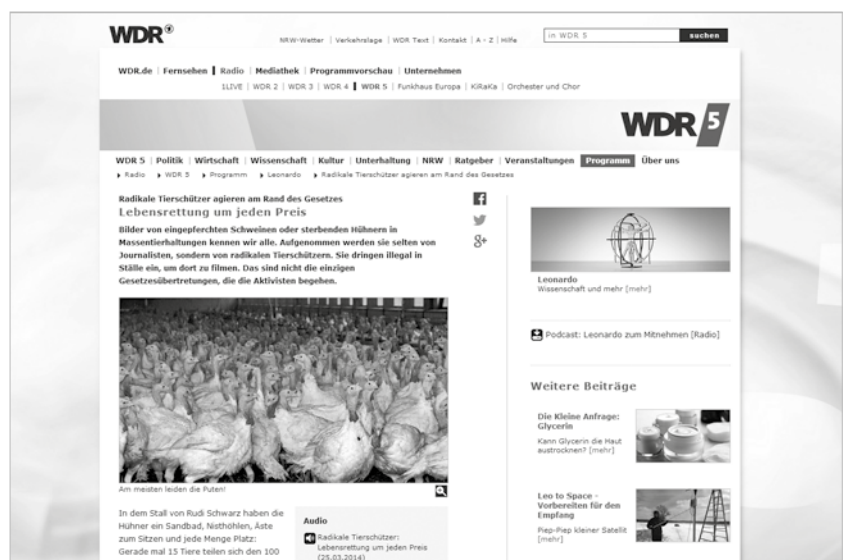 WDR
NRW-Wetter | Verkehrslage | WDR Text | Kontakt | A - Z | Hilfe
in WDR 5
suchen
WDR.de | Fernsehen | Radio | Mediathek | Programmvorschau | Unternehmen
1LIVE | WDR 2 | WDR 3 | WDR 4 | WDR 5 | Funkhaus Europa | KiRaKa | Orchester und Chor
WDR 5
WDR 5 | Politik | Wirtschaft | Wissenschaft | Kultur | Unterhaltung | NRW | Ratgeber | Veranstaltungen Programm Über uns
Radio WDR 5 Programm Leonardo Radikale Tierschützer agieren am Rand des Gesetzes
Radikale Tierschützer agieren am Rand des Gesetzes
Lebensrettung um jeden Preis
Bilder von eingepferchten Schweinen oder sterbenden Hühnern in
Massentierhaltungen kennen wir alle. Aufgenommen werden sie selten von
Journalisten, sondern von radikalen Tierschützern. Sie dringen illegal in
Ställe ein, um dort zu filmen. Das sind nicht die einzigen
Gesetzesübertretungen, die die Aktivisten begehen.
Am meisten leiden die Puten!
In dem Stall von Rudi Schwarz haben die
Hühner ein Sandbad, Nisthöhlen, Äste
zum Sitzen und jede Menge Platz:
Gerade mal 15 Tiere teilen sich den 100
Audio
Radikale Tierschützer:
Lebensrettung um jeden Preis
(25.03.2014)
f
g+
Leonardo
Wissenschaft und mehr [mehr]
Podcast: Leonardo zum Mitnehmen [Radio]
Weitere Beiträge
Die Kleine Anfrage:
Glycerin
Kann Glycerin die Haut
austrocknen? [mehr]
Leo to Space -
Vorbereiten für den
Empfang
Piep-Piep kleiner Satellit
[mehr]